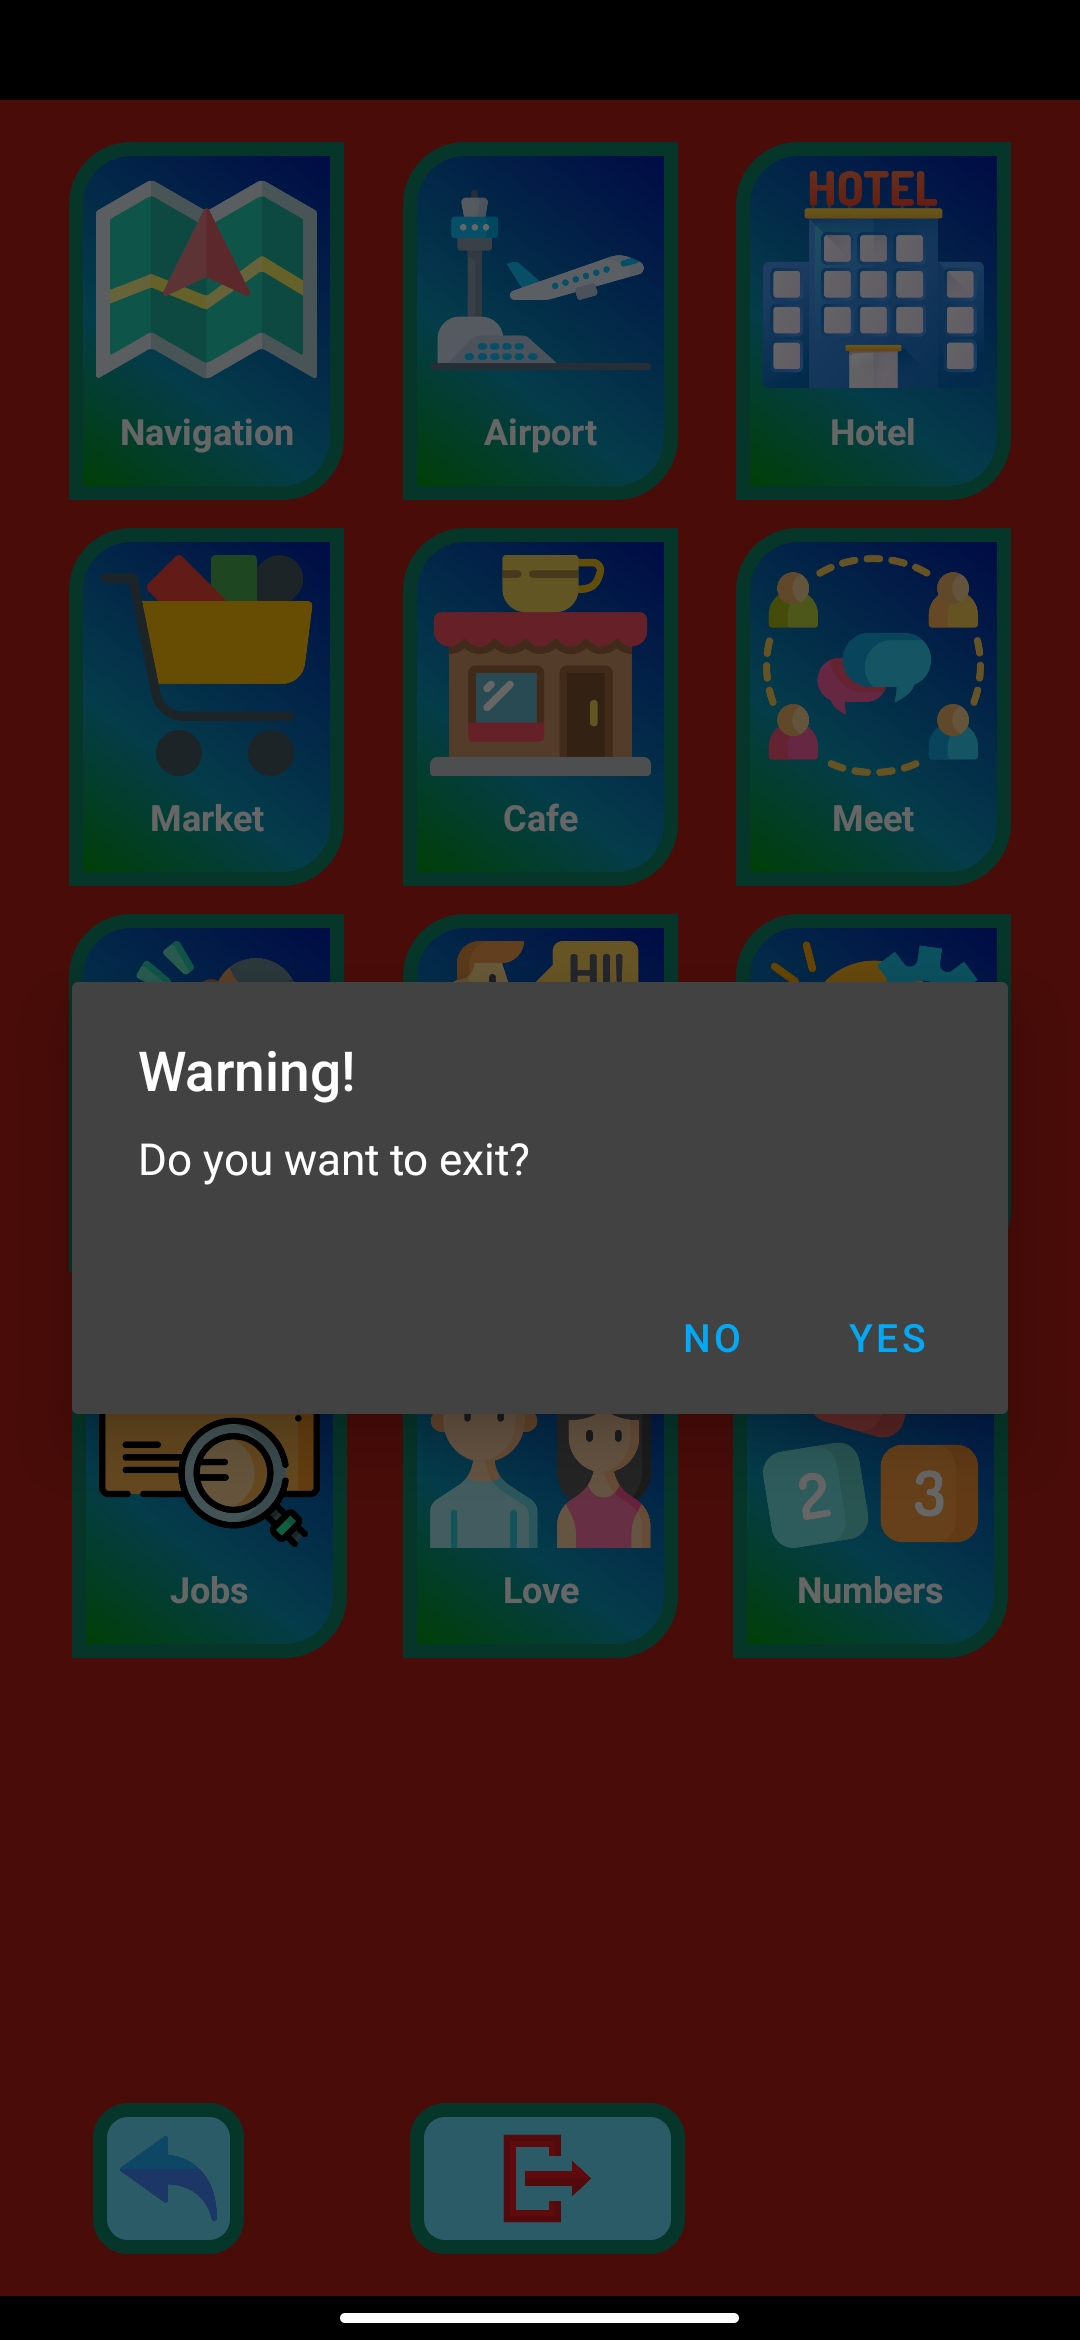 HOTEL
Navigation
Airport
Hotel
Market
Cafe
Meet
HI!
Warning!
Do you want to exit?
NO
YES
2
3
Jobs
Love
Numbers